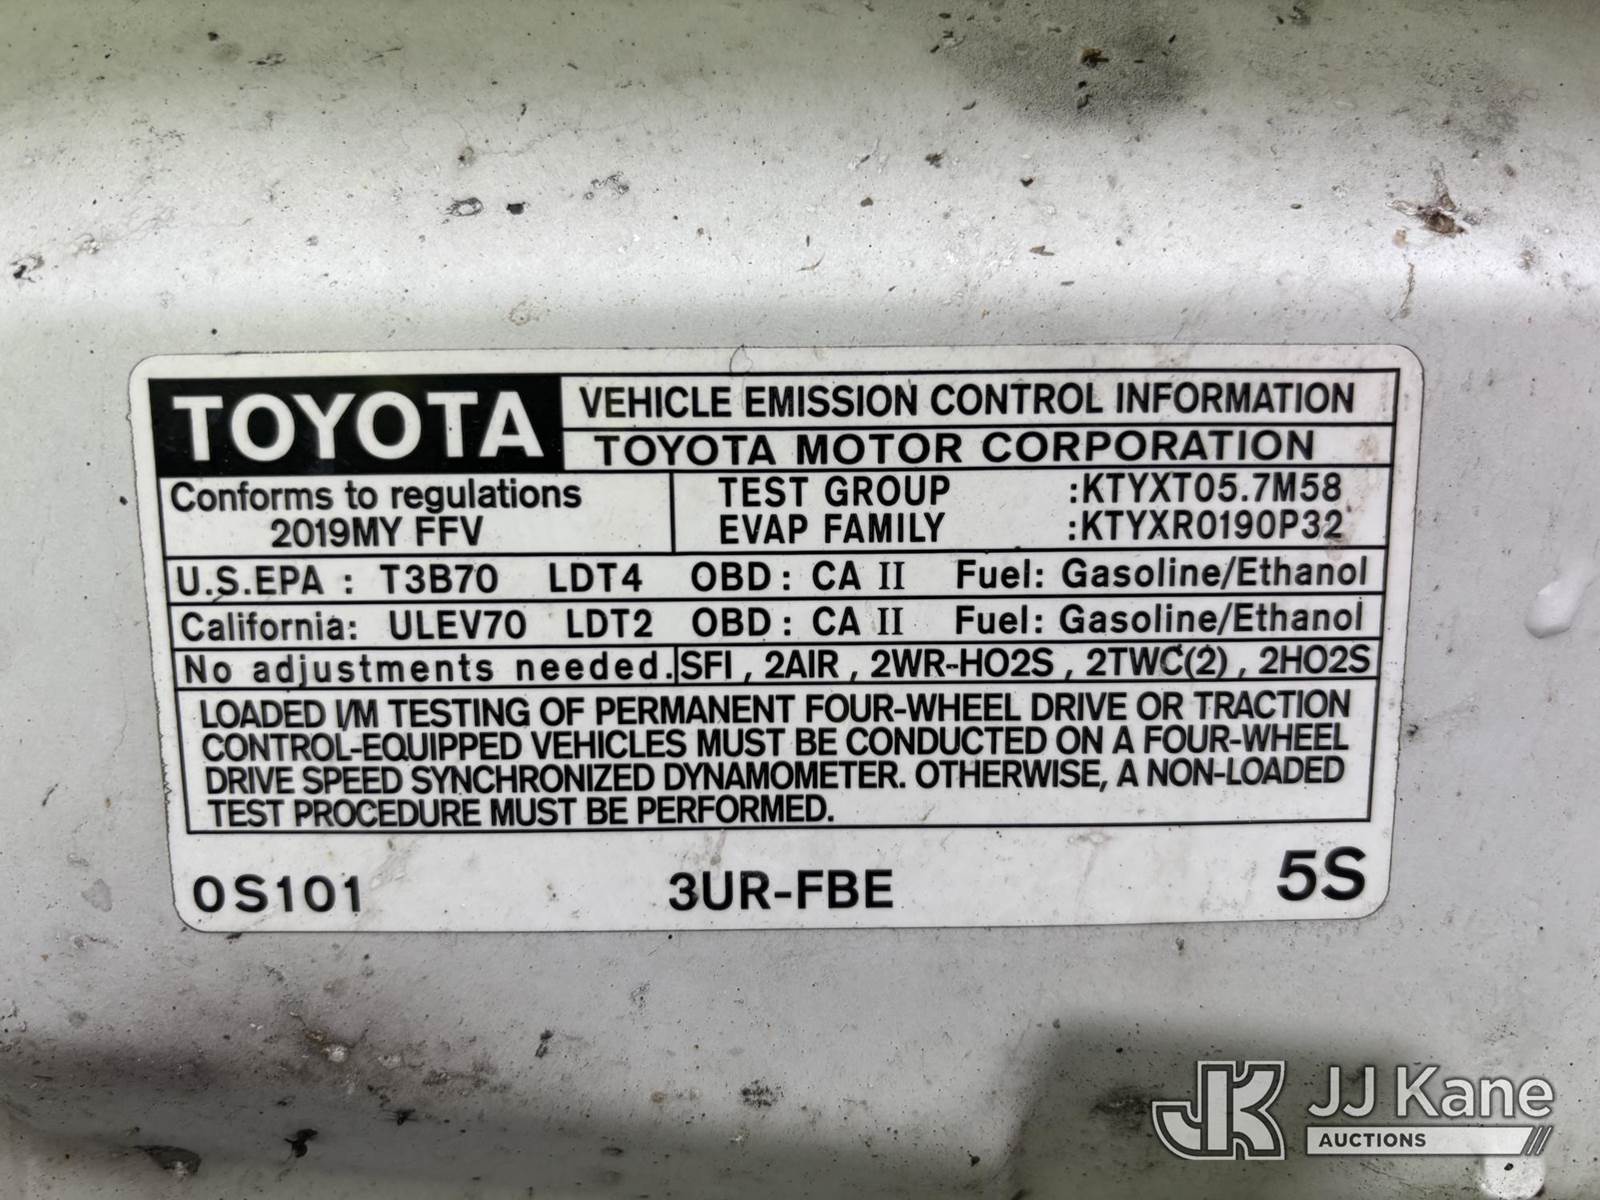 TOYOTA
VEHICLE EMISSION CONTROL INFORMATION
TOYOTA MOTOR CORPORATION
Conforms to regulations
2019MY FFV
TEST GROUP :KTYXT05.7M58
EVAP FAMILY :KTYXR0190P32
U.S.EPA : T3B70 LDT4 OBD : CA II Fuel: Gasoline/Ethanol
California: ULEV70 LDT2 OBD : CA II Fuel: Gasoline/Ethanol
No adjustments needed. SFI , 2AIR , 2WR-HO2S , 2TWC(2) , 2HO2S
LOADED I/M TESTING OF PERMANENT FOUR-WHEEL DRIVE OR TRACTION
CONTROL-EQUIPPED VEHICLES MUST BE CONDUCTED ON A FOUR-WHEEL
DRIVE SPEED SYNCHRONIZED DYNAMOMETER. OTHERWISE, A NON-LOADED
TEST PROCEDURE MUST BE PERFORMED.
0S101 3UR-FBE 5S
JK JJ Kane
AUCTIONS